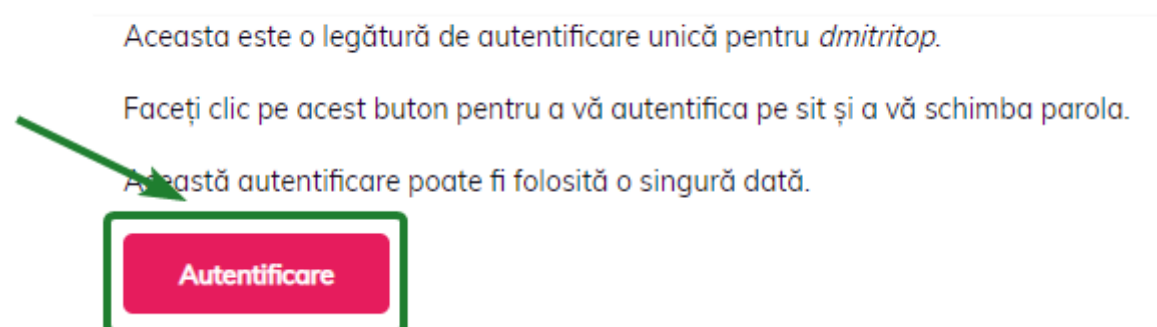 Aceasta este o legătură de autentificare unică pentru dmitritop.
Faceți clic pe acest buton pentru a vă autentifica pe sit și a vă schimba parola.
Această autentificare poate fi folosită o singură dată.
Autentificare